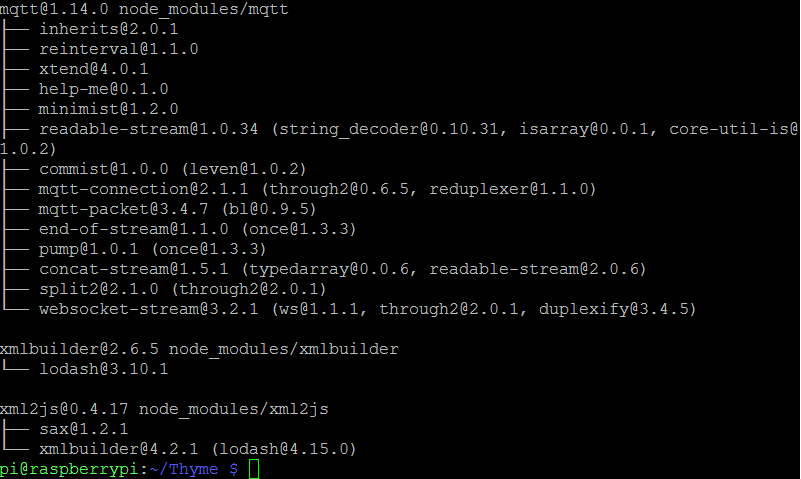 mqtt@1.14.0 node_modules/mqtt
├── inherits@2.0.1
├── reinterval@1.1.0
├── xtend@4.0.1
├── help-me@0.1.0
├── minimist@1.2.0
├── readable-stream@1.0.34 (string_decoder@0.10.31, isarray@0.0.1, core-util-is@
1.0.2)
├── commist@1.0.0 (leven@1.0.2)
├── mqtt-connection@2.1.1 (through2@0.6.5, reduplexer@1.1.0)
├── mqtt-packet@3.4.7 (bl@0.9.5)
├── end-of-stream@1.1.0 (once@1.3.3)
├── pump@1.0.1 (once@1.3.3)
├── concat-stream@1.5.1 (typedarray@0.0.6, readable-stream@2.0.6)
├── split2@2.1.0 (through2@2.0.1)
└── websocket-stream@3.2.1 (ws@1.1.1, through2@2.0.1, duplexify@3.4.5)

xmlbuilder@2.6.5 node_modules/xmlbuilder
└── lodash@3.10.1

xml2js@0.4.17 node_modules/xml2js
├── sax@1.2.1
└── xmlbuilder@4.2.1 (lodash@4.15.0)
pi@raspberrypi:~/Thyme $